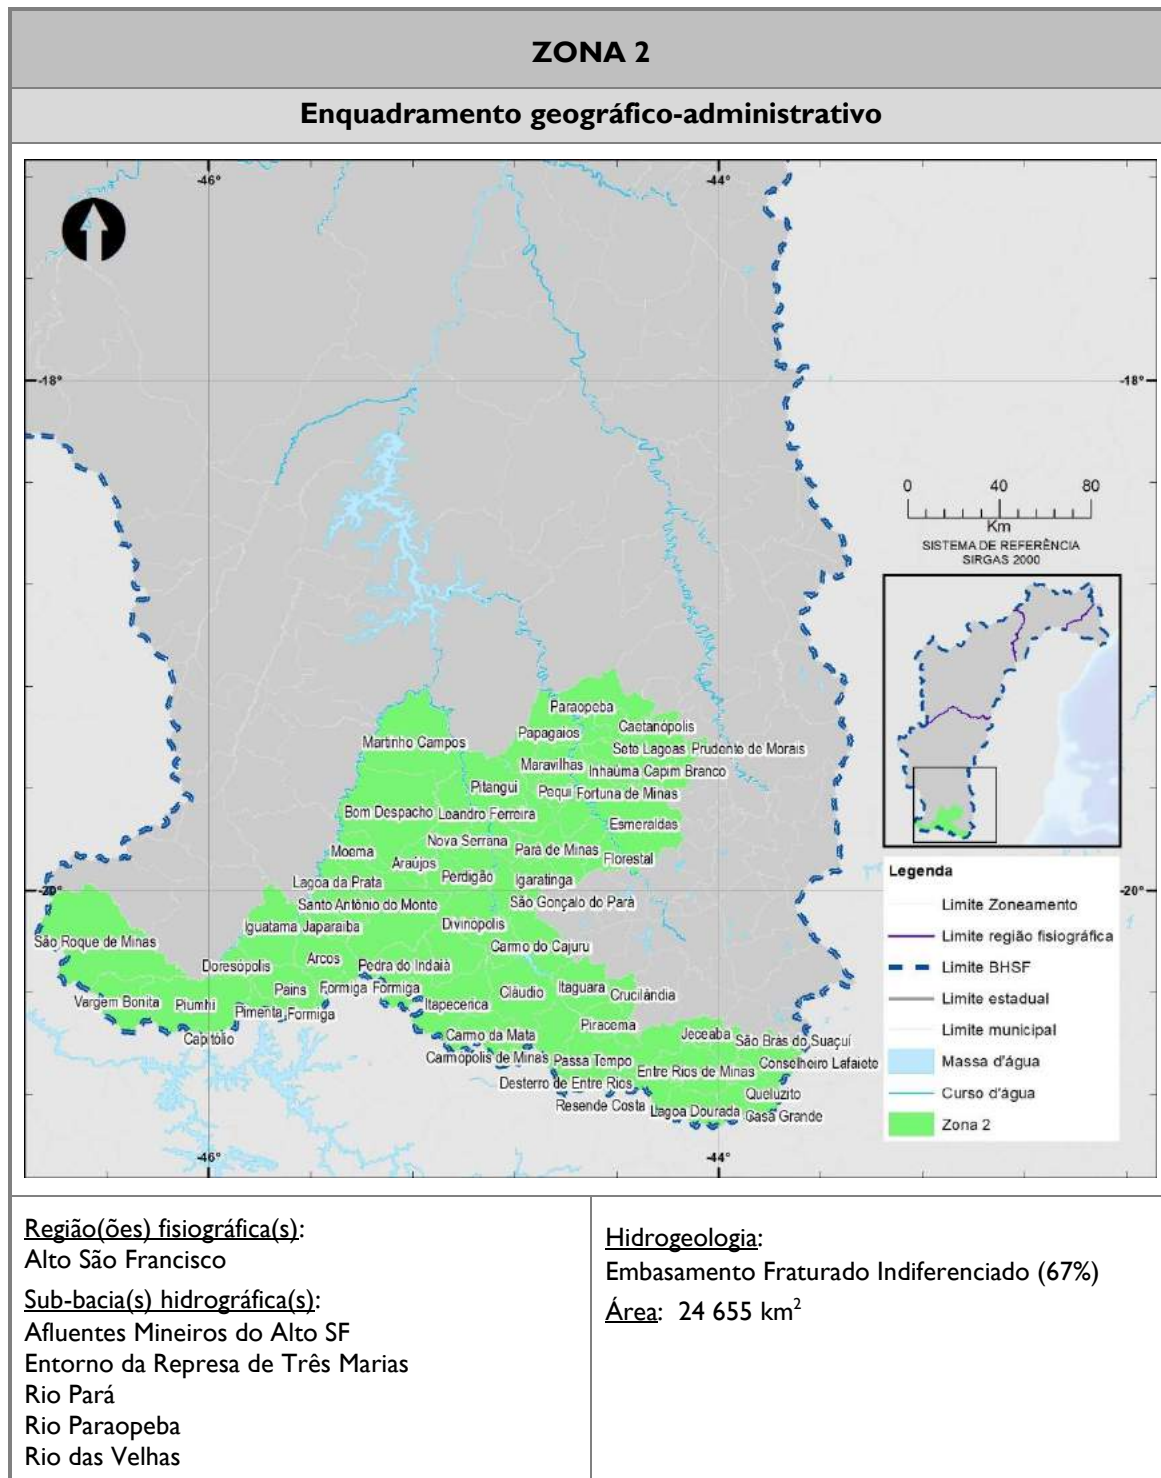 ZONA 2
Enquadramento geográfico-administrativo
-46°
-44°
-18°
-18°
0 40 80
Km
SISTEMA DE REFERÊNCIA
SIRGAS 2000
Paraopeba
Caetanópolis
Papagaios
Martinho Campos
Sete Lagoas
Prudente de Morais
Maravilhas
Inhaúma
Capim Branco
Pitangui
Pequi
Fortuna de Minas
Bom Despacho
Leandro Ferreira
Esmeraldas
Nova Serrana
Moema
Pará de Minas
Araújos
Florestal
Lagoa da Prata
Perdigão
Igaratinga
-20°
-20°
Santo Antônio do Monte
São Gonçalo do Pará
Iguatama
Japaraíba
Divinópolis
São Roque de Minas
Carmo do Cajuru
Doresópolis
Arcos
Pedra do Indaiá
Pains
Formiga
Formiga
Cláudio
Itaguara
Crucilândia
Vargem Bonita
Piumhi
Pimenta
Formiga
Itapecerica
Capitólio
Piracema
Carmo da Mata
Jeceaba
São Brás do Suaçuí
Carmópolis de Minas
Passa Tempo
Entre Rios de Minas
Conselheiro Lafaiete
Desterro de Entre Rios
Queluzito
Resende Costa
Lagoa Dourada
Casa Grande
-46°
-44°
Legenda
Limite Zoneamento
Limite região fisiográfica
Limite BHSF
Limite estadual
Limite municipal
Massa d'água
Curso d'água
Zona 2
Região(ões) fisiográfica(s):
Alto São Francisco
Sub-bacia(s) hidrográfica(s):
Afluentes Mineiros do Alto SF
Entorno da Represa de Três Marias
Rio Pará
Rio Paraopeba
Rio das Velhas
Hidrogeologia:
Embasamento Fraturado Indiferenciado (67%)
Área: 24 655 km²